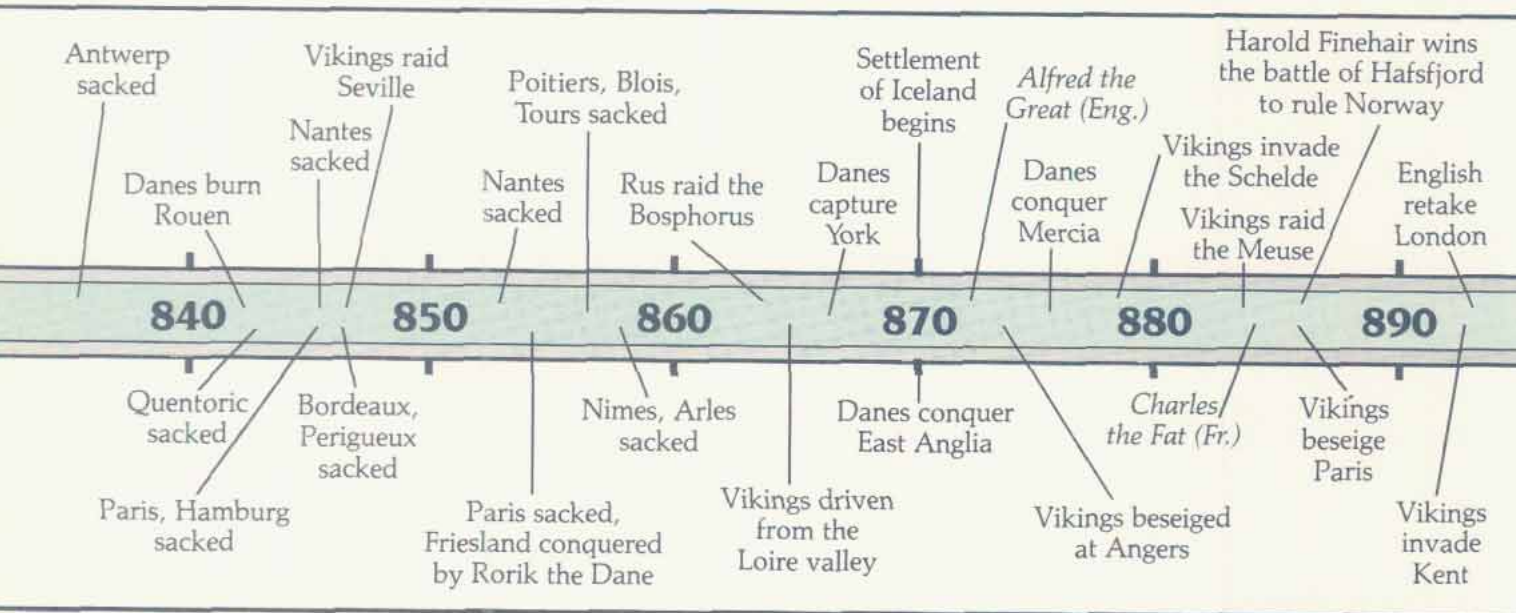 Antwerp
sacked
Vikings raid
Seville
Nantes
sacked
Danes burn
Rouen
Poitiers, Blois,
Tours sacked
Nantes
sacked
Rus raid the
Bosphorus
Danes
capture
York
Settlement
of Iceland
begins
Alfred the
Great (Eng.)
Danes
conquer
Mercia
Vikings invade
the Schelde
Vikings raid
the Meuse
Harold Finehair wins
the battle of Hafsfjord
to rule Norway
English
retake
London
840 850 860 870 880 890
Quentoric
sacked
Paris, Hamburg
sacked
Bordeaux,
Perigueux
sacked
Paris sacked,
Friesland conquered
by Rorik the Dane
Nimes, Arles
sacked
Vikings driven
from the
Loire valley
Danes conquer
East Anglia
Vikings beseiged
at Angers
Charles
the Fat (Fr.)
Vikings
beseige
Paris
Vikings
invade
Kent